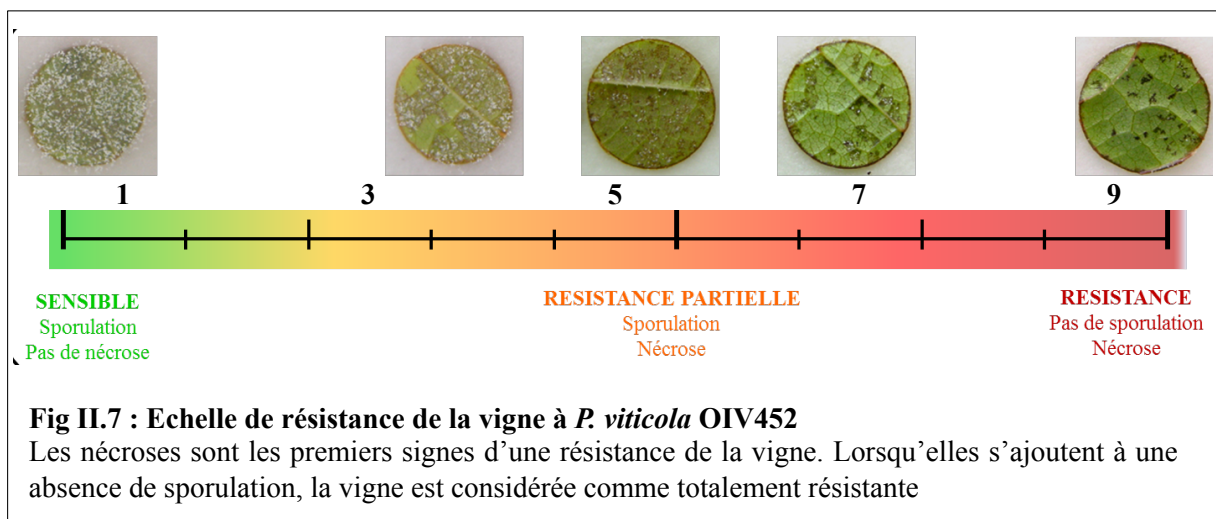 1 3 5 7 9
SENSIBLE
Sporulation
Pas de nécrose
RESISTANCE PARTIELLE
Sporulation
Nécrose
RESISTANCE
Pas de sporulation
Nécrose
Fig II.7 : Echelle de résistance de la vigne à P. viticola OIV452
Les nécroses sont les premiers signes d’une résistance de la vigne. Lorsqu’elles s’ajoutent à une
absence de sporulation, la vigne est considérée comme totalement résistante